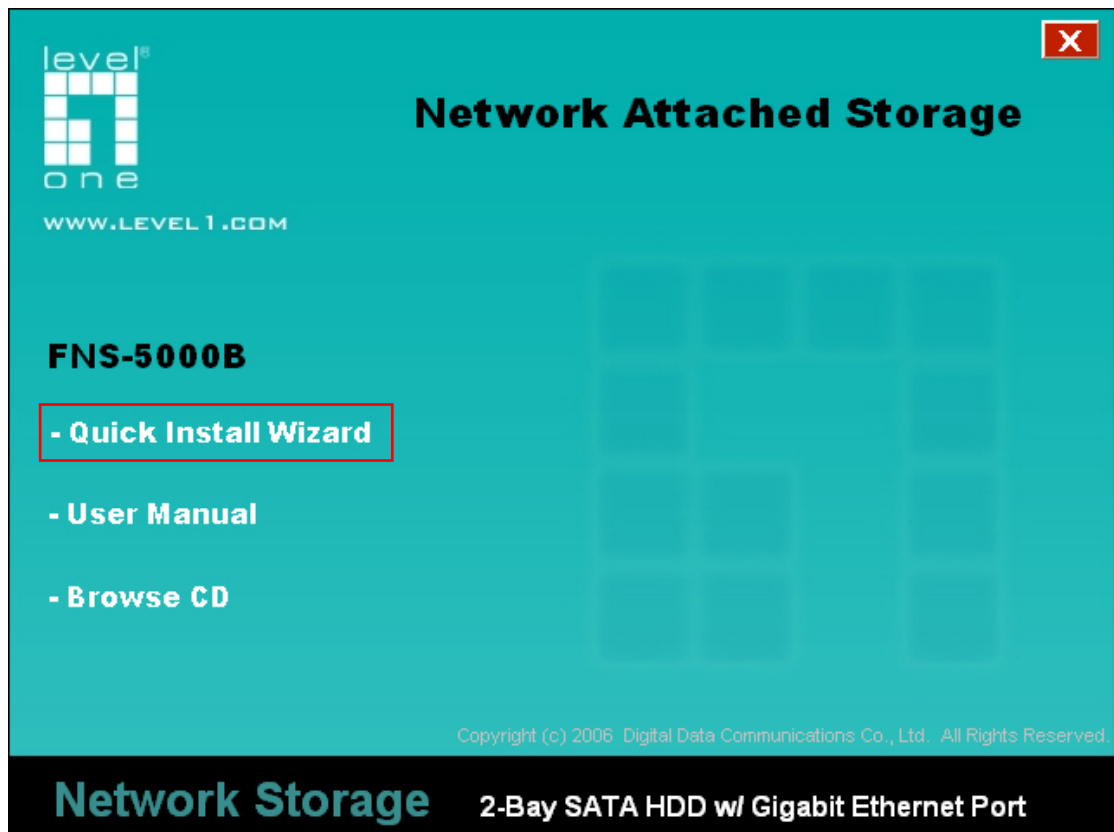 level®
one
WWW.LEVEL1.COM
X
Network Attached Storage
FNS-5000B
- Quick Install Wizard
- User Manual
- Browse CD
Copyright (c) 2006 Digital Data Communications Co., Ltd. All Rights Reserved.
Network Storage 2-Bay SATA HDD w/ Gigabit Ethernet Port